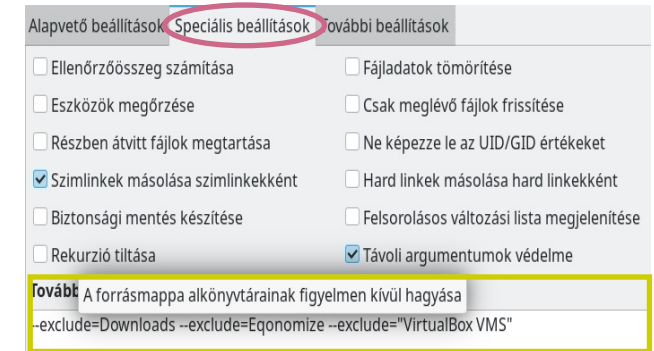 Alapvető beállítások Speciális beállítások További beállítások
Ellenőrzőösszeg számítása Fájladatok tömörítése
Eszközök megőrzése Csak meglévő fájlok frissítése
Részben átvitt fájlok megtartása Ne képezze le az UID/GID értékeket
Szimlinkek másolása szimlinkekként Hard linkek másolása hard linkekként
Biztonsági mentés készítése Felsorolásos változási lista megjelenítése
Rekurzió tiltása Távoli argumentumok védelme
Tovább
A forrásmappa alkönyvtárainak figyelmen kívül hagyása
--exclude=Downloads --exclude=Eqonomize --exclude="VirtualBox VMS"